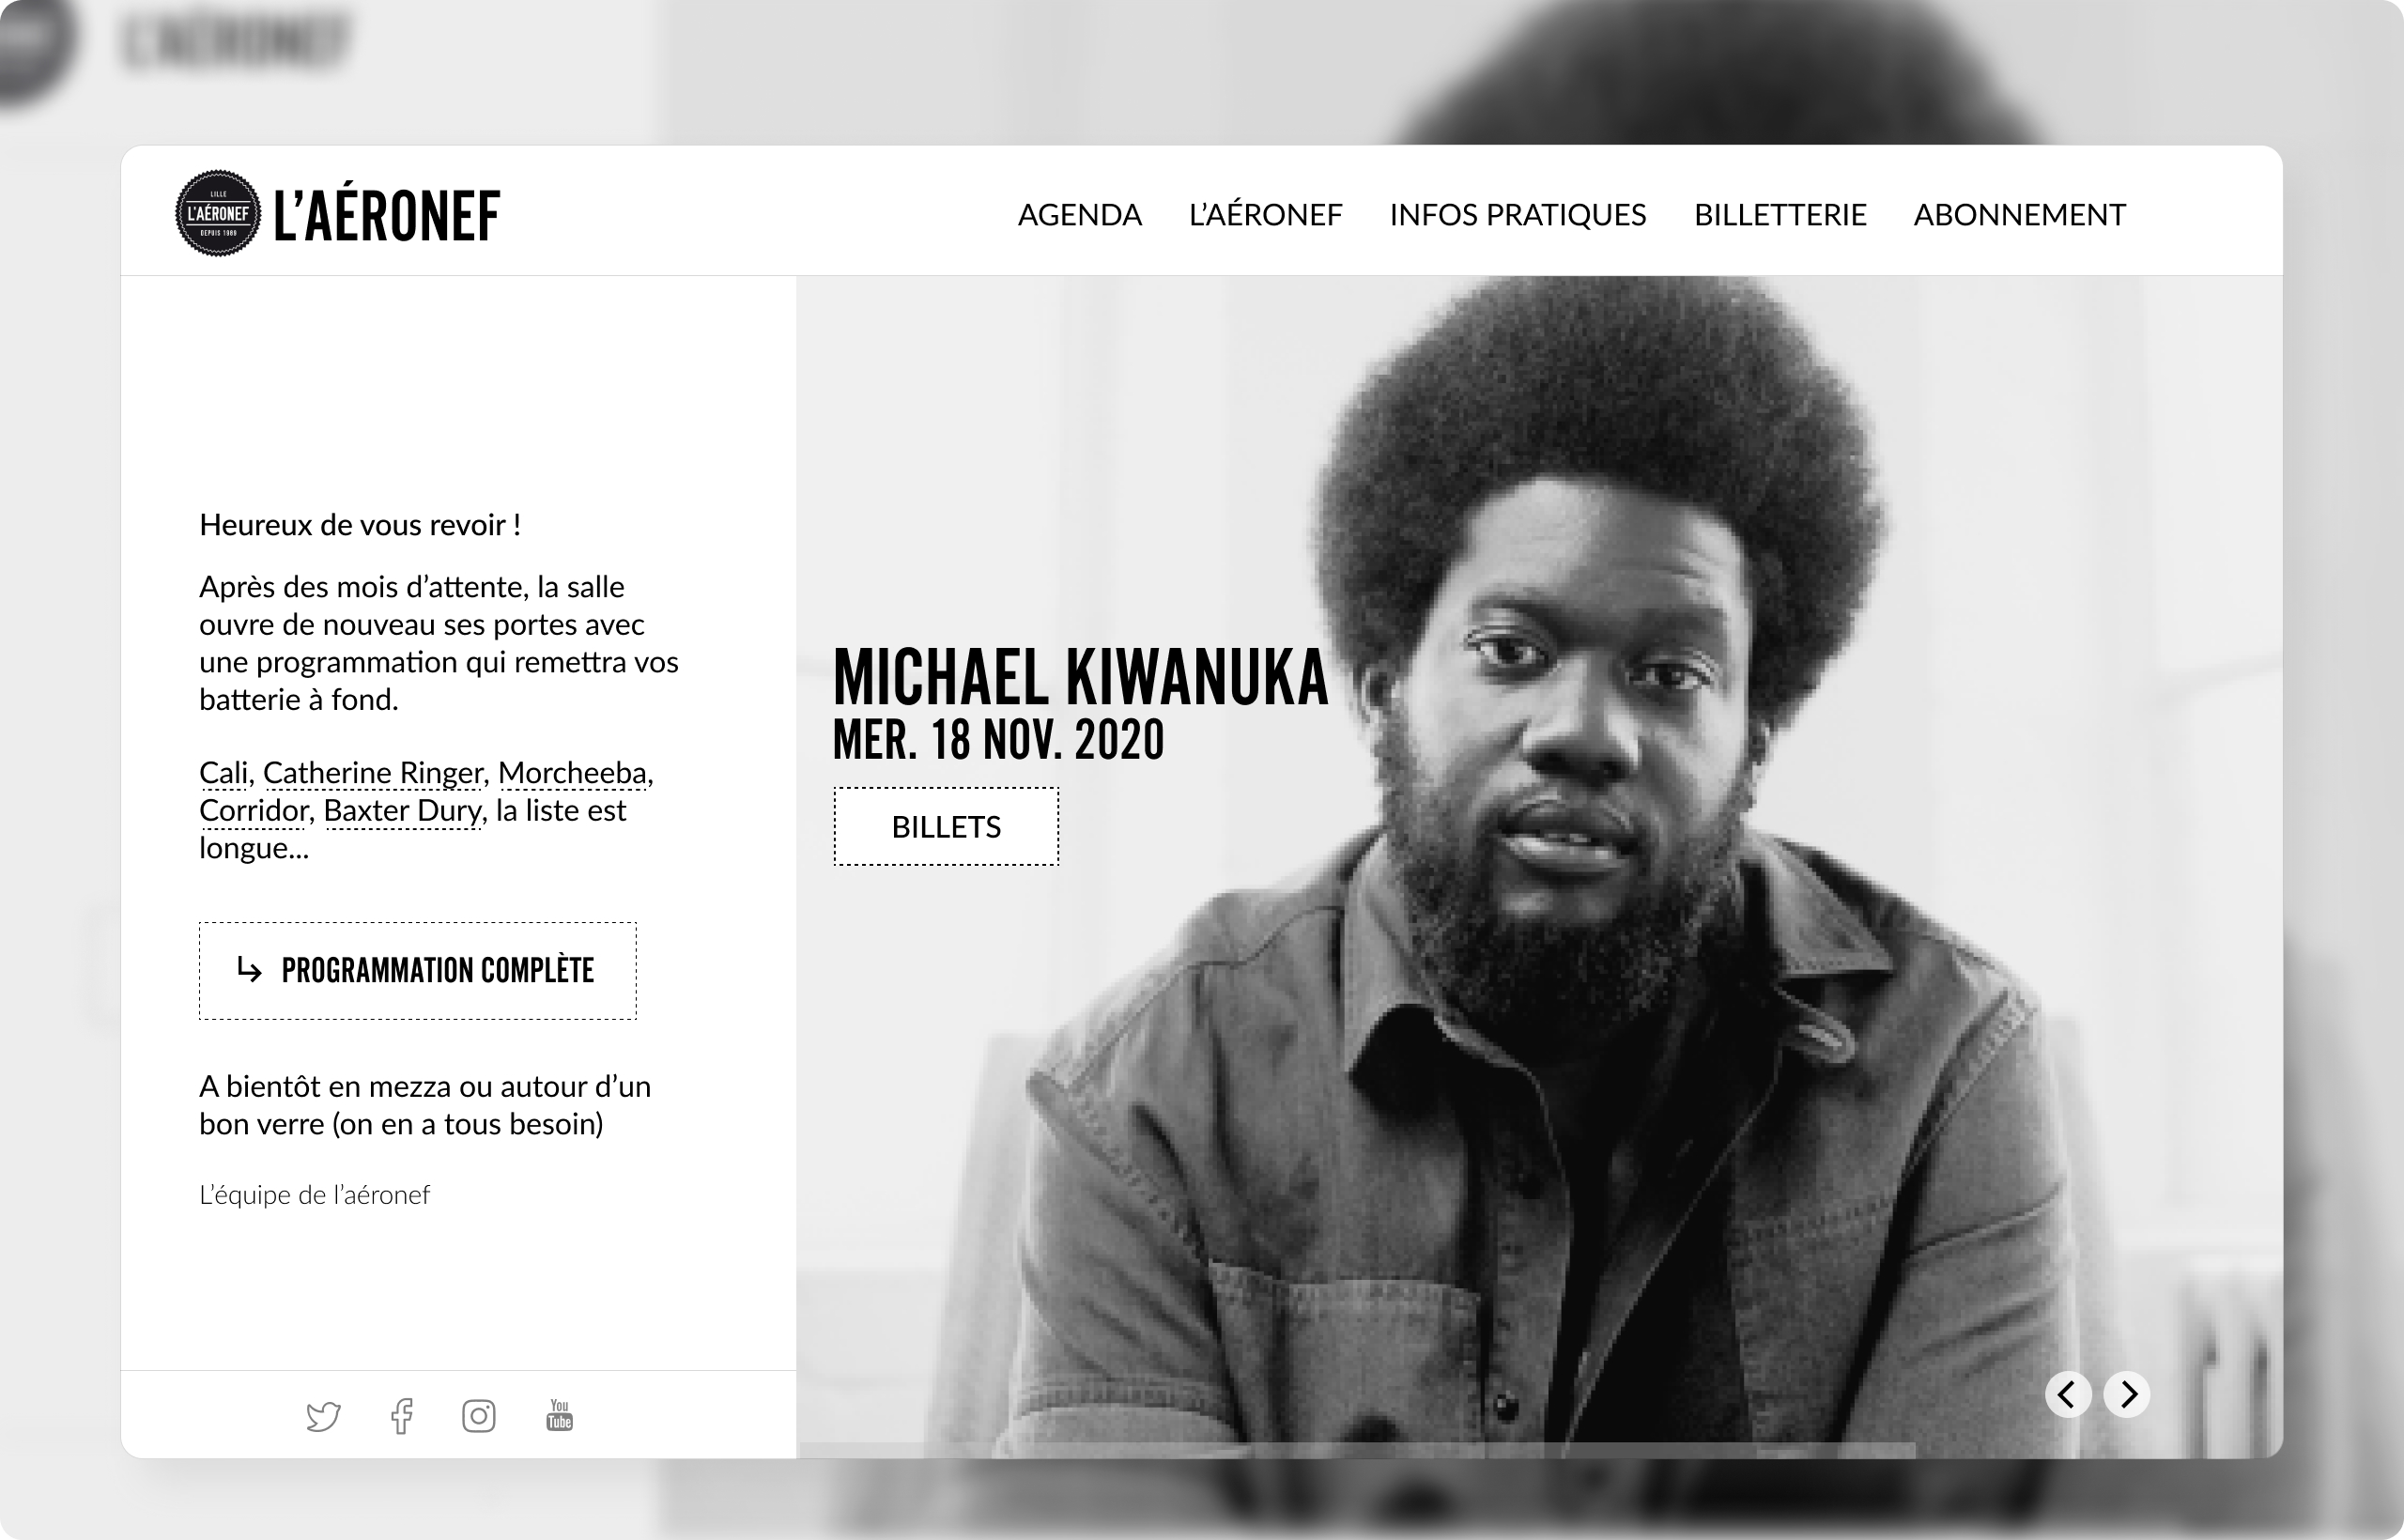 L'AÉRONEF
LILLE
L'AÉRONEF
DEPUIS 1989
L'AÉRONEF
AGENDA L'AÉRONEF INFOS PRATIQUES BILLETTERIE ABONNEMENT
Heureux de vous revoir !
Après des mois d'attente, la salle
ouvre de nouveau ses portes avec
une programmation qui remettra vos
batterie à fond.
Cali, Catherine Ringer, Morcheeba,
Corridor, Baxter Dury, la liste est
longue...
↳ PROGRAMMATION COMPLÈTE
A bientôt en mezza ou autour d'un
bon verre (on en a tous besoin)
L'équipe de l'aéronef
You
Tube
MICHAEL KIWANUKA
MER. 18 NOV. 2020
BILLETS